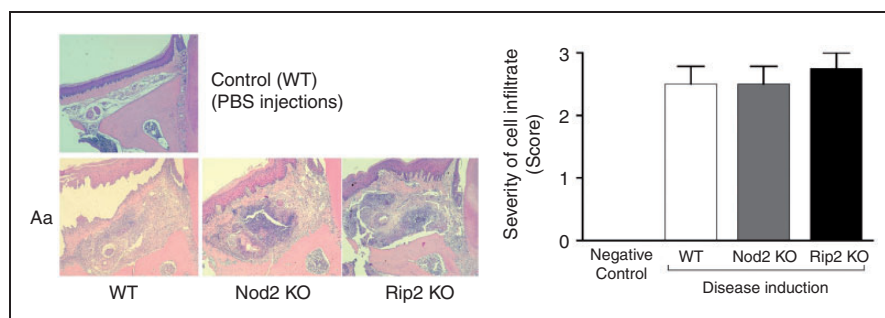 Control (WT)
(PBS injections)
Aa
WT
Nod2 KO
Rip2 KO
Severity of cell infiltrate
(Score)
3
2
1
0
Negative
Control
WT
Nod2 KO
Rip2 KO
Disease induction